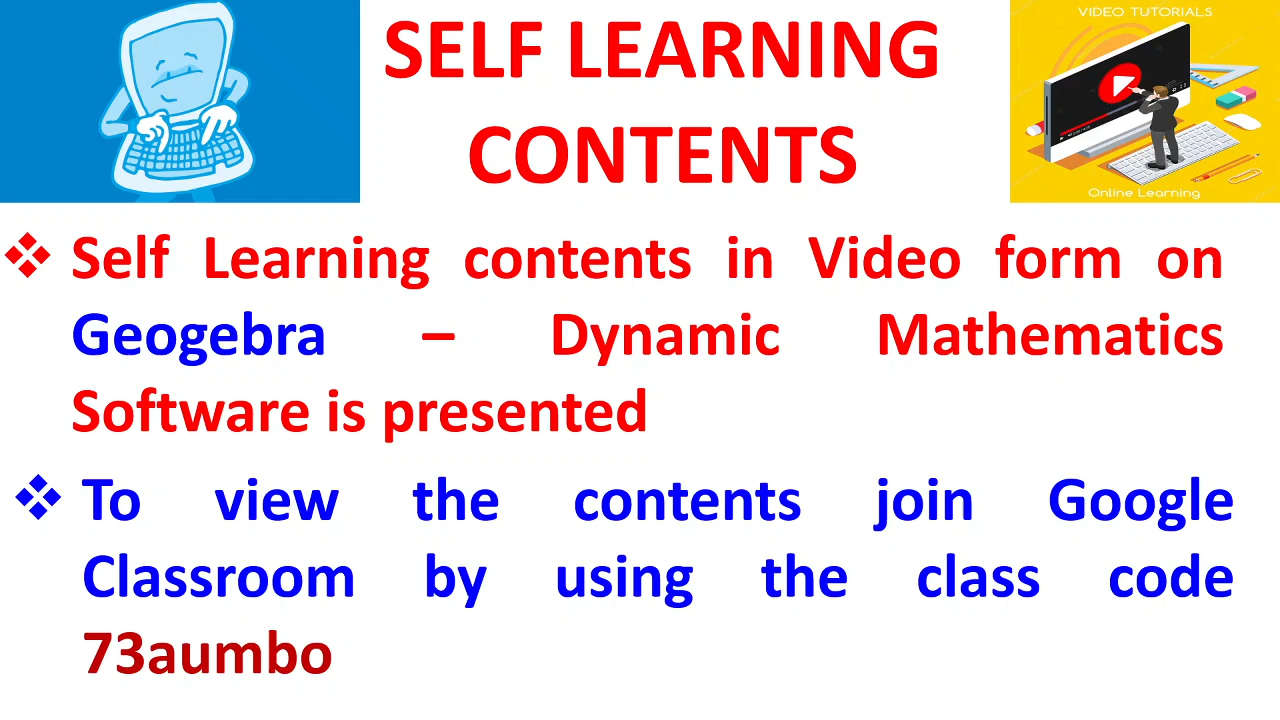 SELF LEARNING
CONTENTS
VIDEO TUTORIALS
Online Learning
❖ Self Learning contents in Video form on
Geogebra – Dynamic Mathematics
Software is presented
❖ To view the contents join Google
Classroom by using the class code
73aumbo